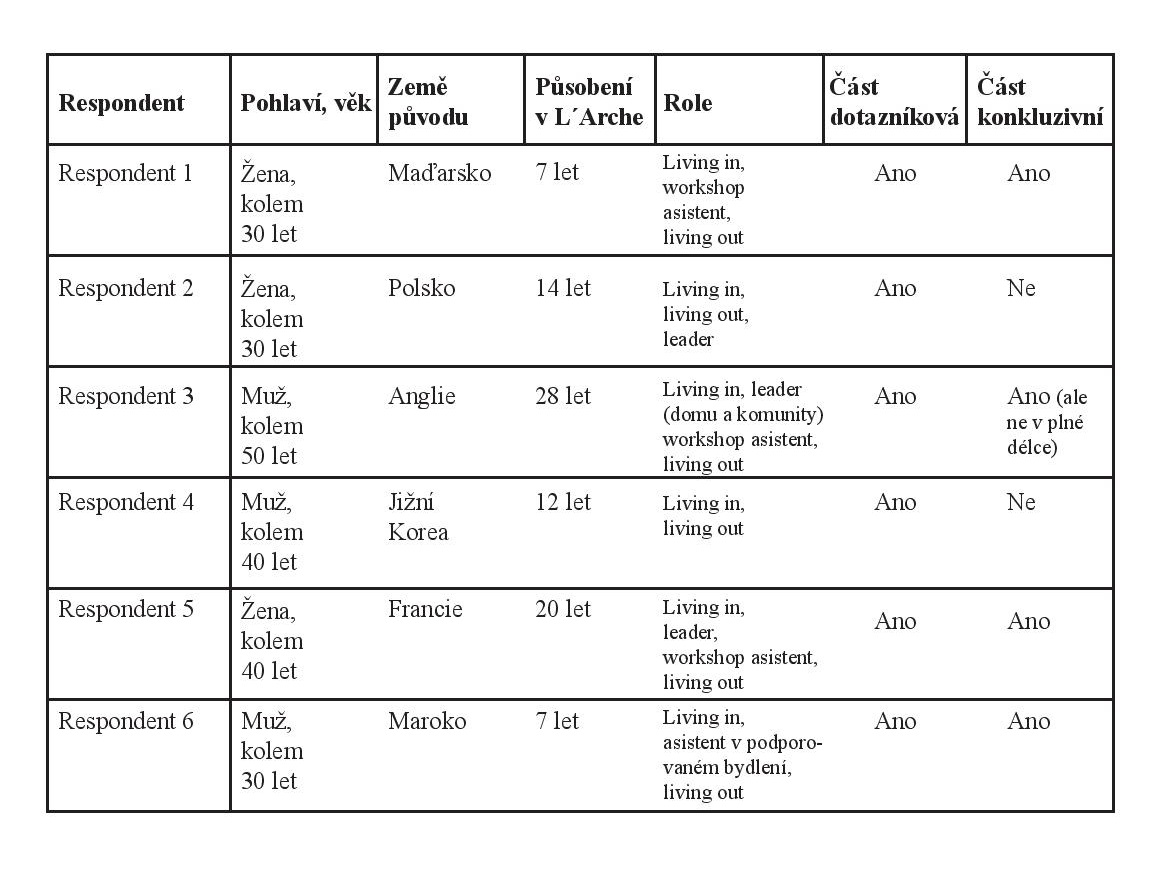 Respondent Pohlaví, věk Země původu Působení v L´Arche Role Část dotazníková Část konkluzivní
Respondent 1
Žena,
kolem
30 let
Maďarsko
7 let
Living in,
workshop
asistent,
living out
Ano
Ano
Respondent 2
Žena,
kolem
30 let
Polsko
14 let
Living in,
living out,
leader
Ano
Ne
Respondent 3
Muž,
kolem
50 let
Anglie
28 let
Living in, leader
(domu a komunity)
workshop asistent,
living out
Ano
Ano (ale
ne v plné
délce)
Respondent 4
Muž,
kolem
40 let
Jižní
Korea
12 let
Living in,
living out
Ano
Ne
Respondent 5
Žena,
kolem
40 let
Francie
20 let
Living in,
leader,
workshop asistent,
living out
Ano
Ano
Respondent 6
Muž,
kolem
30 let
Maroko
7 let
Living in,
asistent v podporo-
vaném bydlení,
living out
Ano
Ano